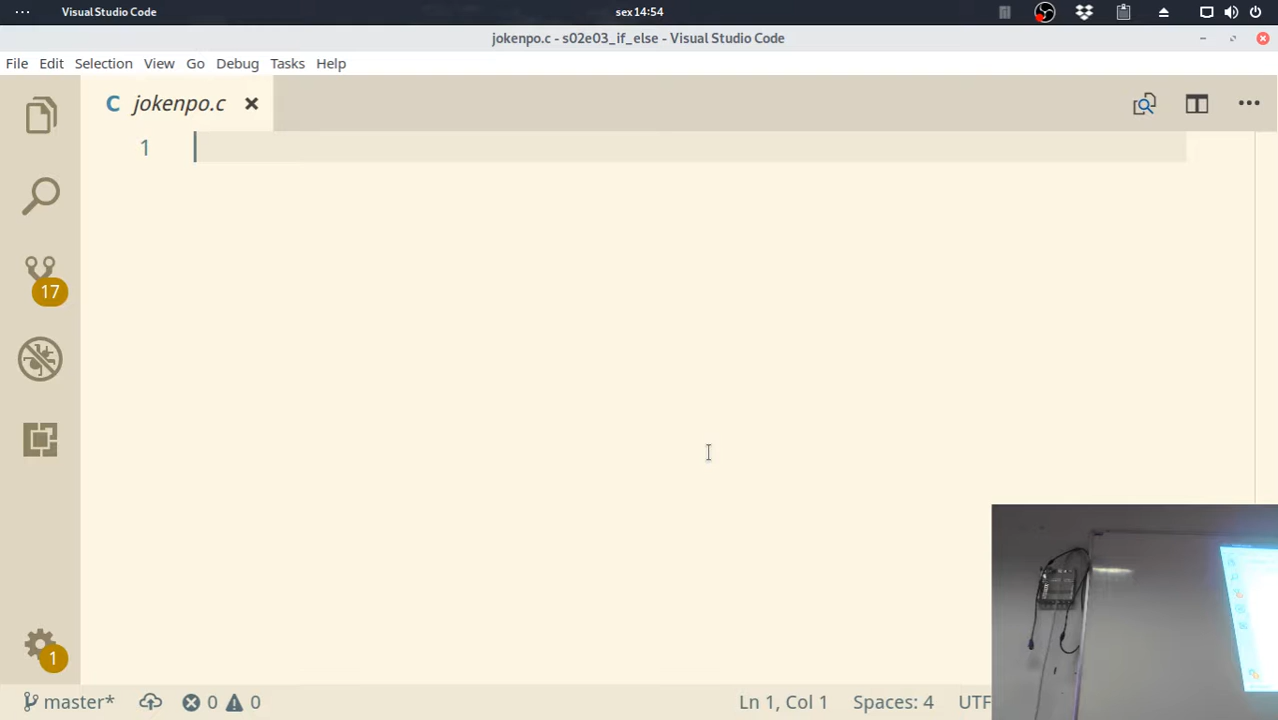 Visual Studio Code
sex 14:54
jokenpo.c - s02e03_if_else - Visual Studio Code
File Edit Selection View Go Debug Tasks Help
C jokenpo.c
1
17
1
master* 0 0 Ln 1, Col 1 Spaces: 4 UTF